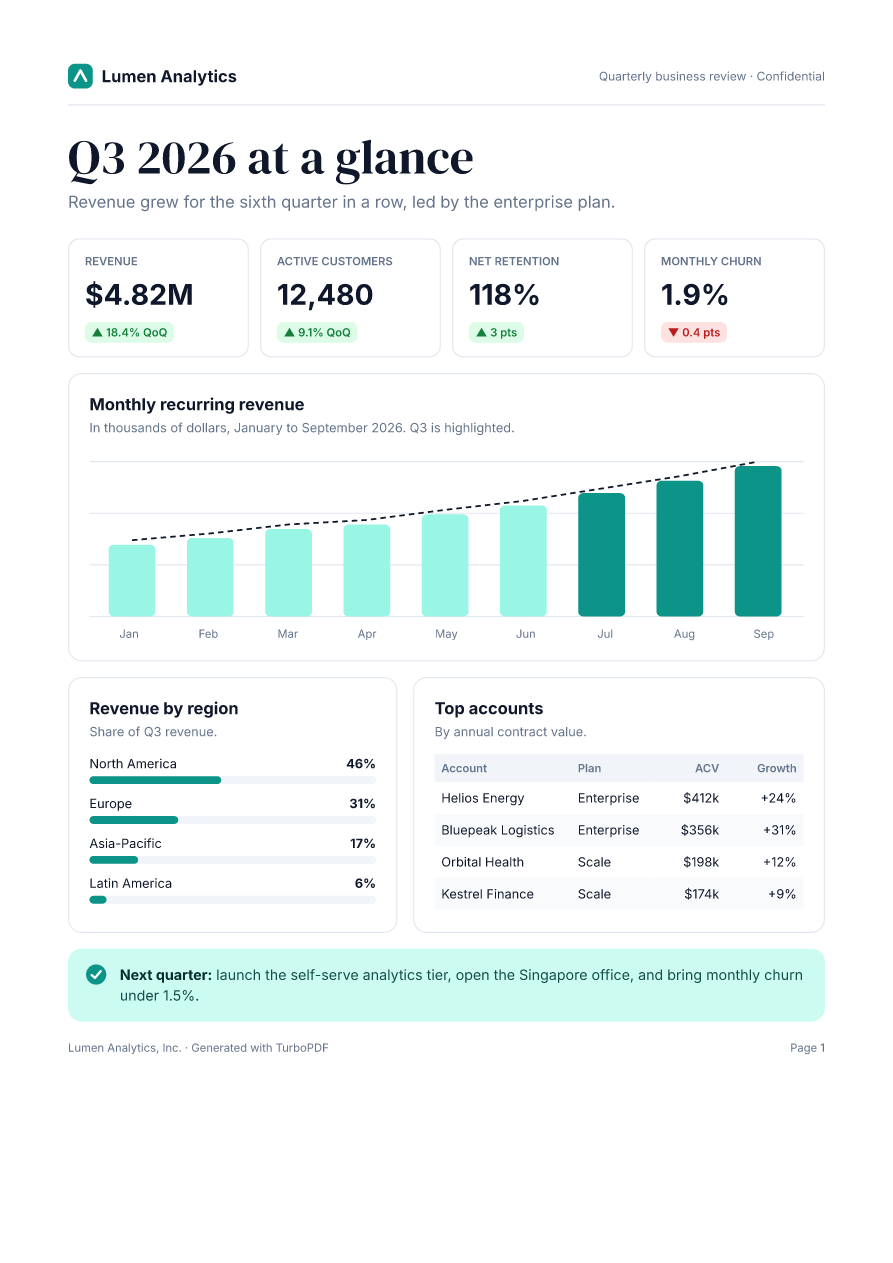 Lumen Analytics
Quarterly business review · Confidential
Q3 2026 at a glance
Revenue grew for the sixth quarter in a row, led by the enterprise plan.
REVENUE
$4.82M
▲ 18.4% QoQ
ACTIVE CUSTOMERS
12,480
▲ 9.1% QoQ
NET RETENTION
118%
▲ 3 pts
MONTHLY CHURN
1.9%
▼ 0.4 pts
Monthly recurring revenue
In thousands of dollars, January to September 2026. Q3 is highlighted.
Jan Feb Mar Apr May Jun Jul Aug Sep
Revenue by region
Share of Q3 revenue.
North America 46%
Europe 31%
Asia-Pacific 17%
Latin America 6%
Top accounts
By annual contract value.
Account Plan ACV Growth
Helios Energy Enterprise $412k +24%
Bluepeak Logistics Enterprise $356k +31%
Orbital Health Scale $198k +12%
Kestrel Finance Scale $174k +9%
Next quarter: launch the self-serve analytics tier, open the Singapore office, and bring monthly churn
under 1.5%.
Lumen Analytics, Inc. · Generated with TurboPDF
Page 1